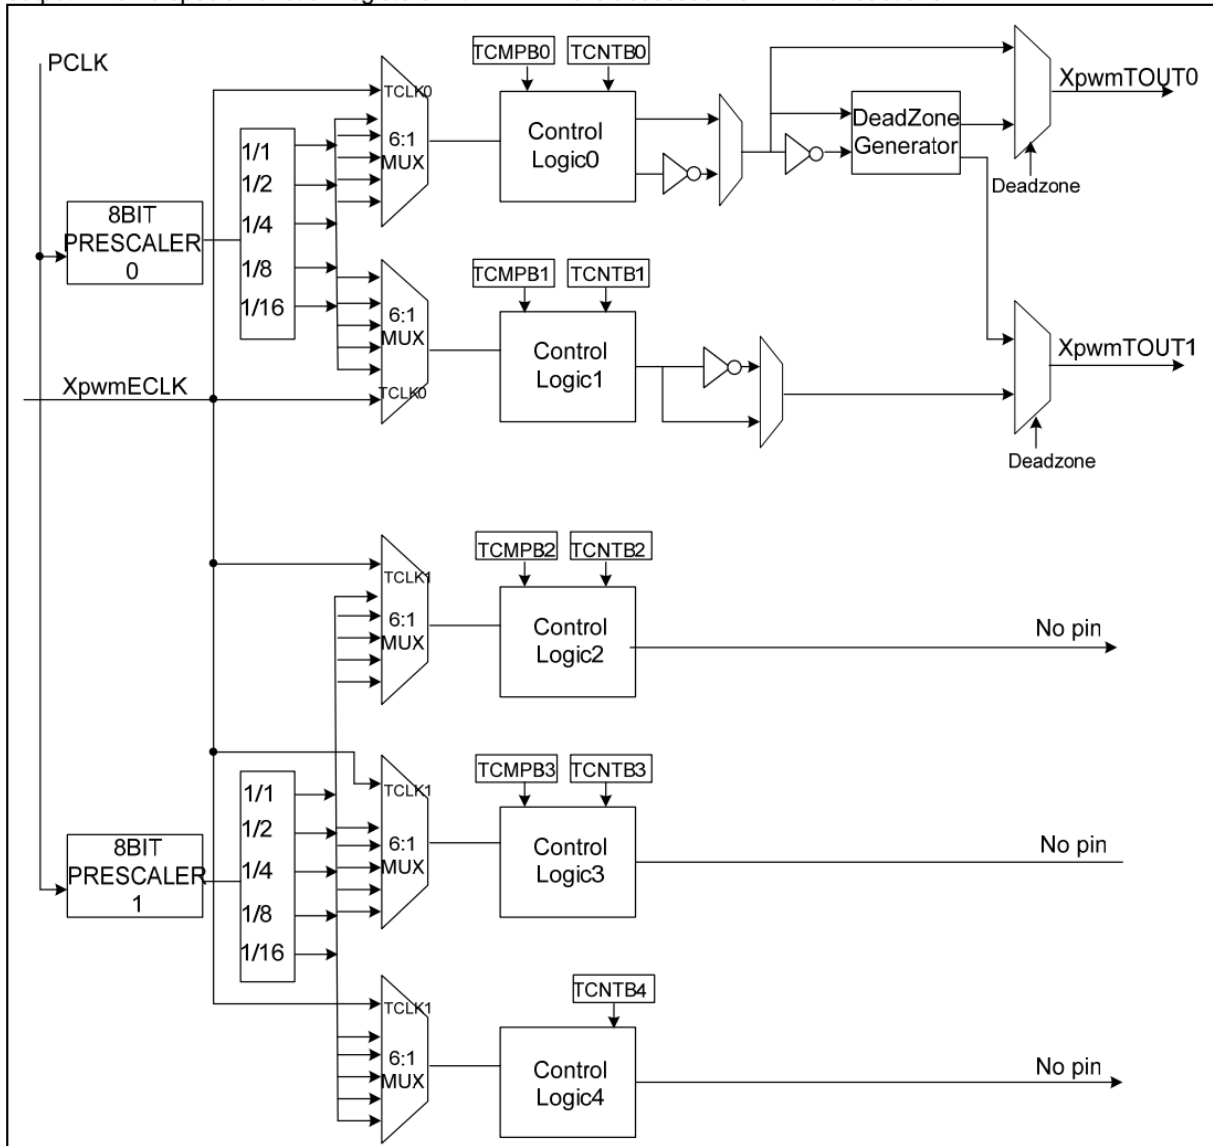 PCLK
TCMPB0
TCNTB0
XpwmTOUT0
TCLK0
6:1
MUX
Control
Logic0
DeadZone
Generator
Deadzone
1/1
1/2
1/4
1/8
1/16
8BIT
PRESCALER
0
TCMPB1
TCNTB1
6:1
MUX
TCLK0
Control
Logic1
XpwmTOUT1
Deadzone
XpwmECLK
TCMPB2
TCNTB2
TCLK1
6:1
MUX
Control
Logic2
No pin
TCMPB3
TCNTB3
TCLK1
6:1
MUX
Control
Logic3
No pin
1/1
1/2
1/4
1/8
1/16
8BIT
PRESCALER
1
TCNTB4
TCLK1
6:1
MUX
Control
Logic4
No pin